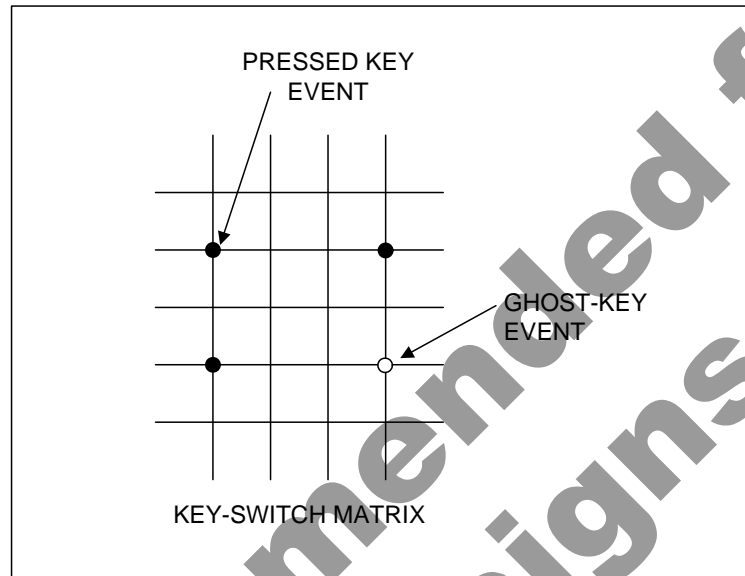 PRESSED KEY
EVENT
GHOST-KEY
EVENT
KEY-SWITCH MATRIX